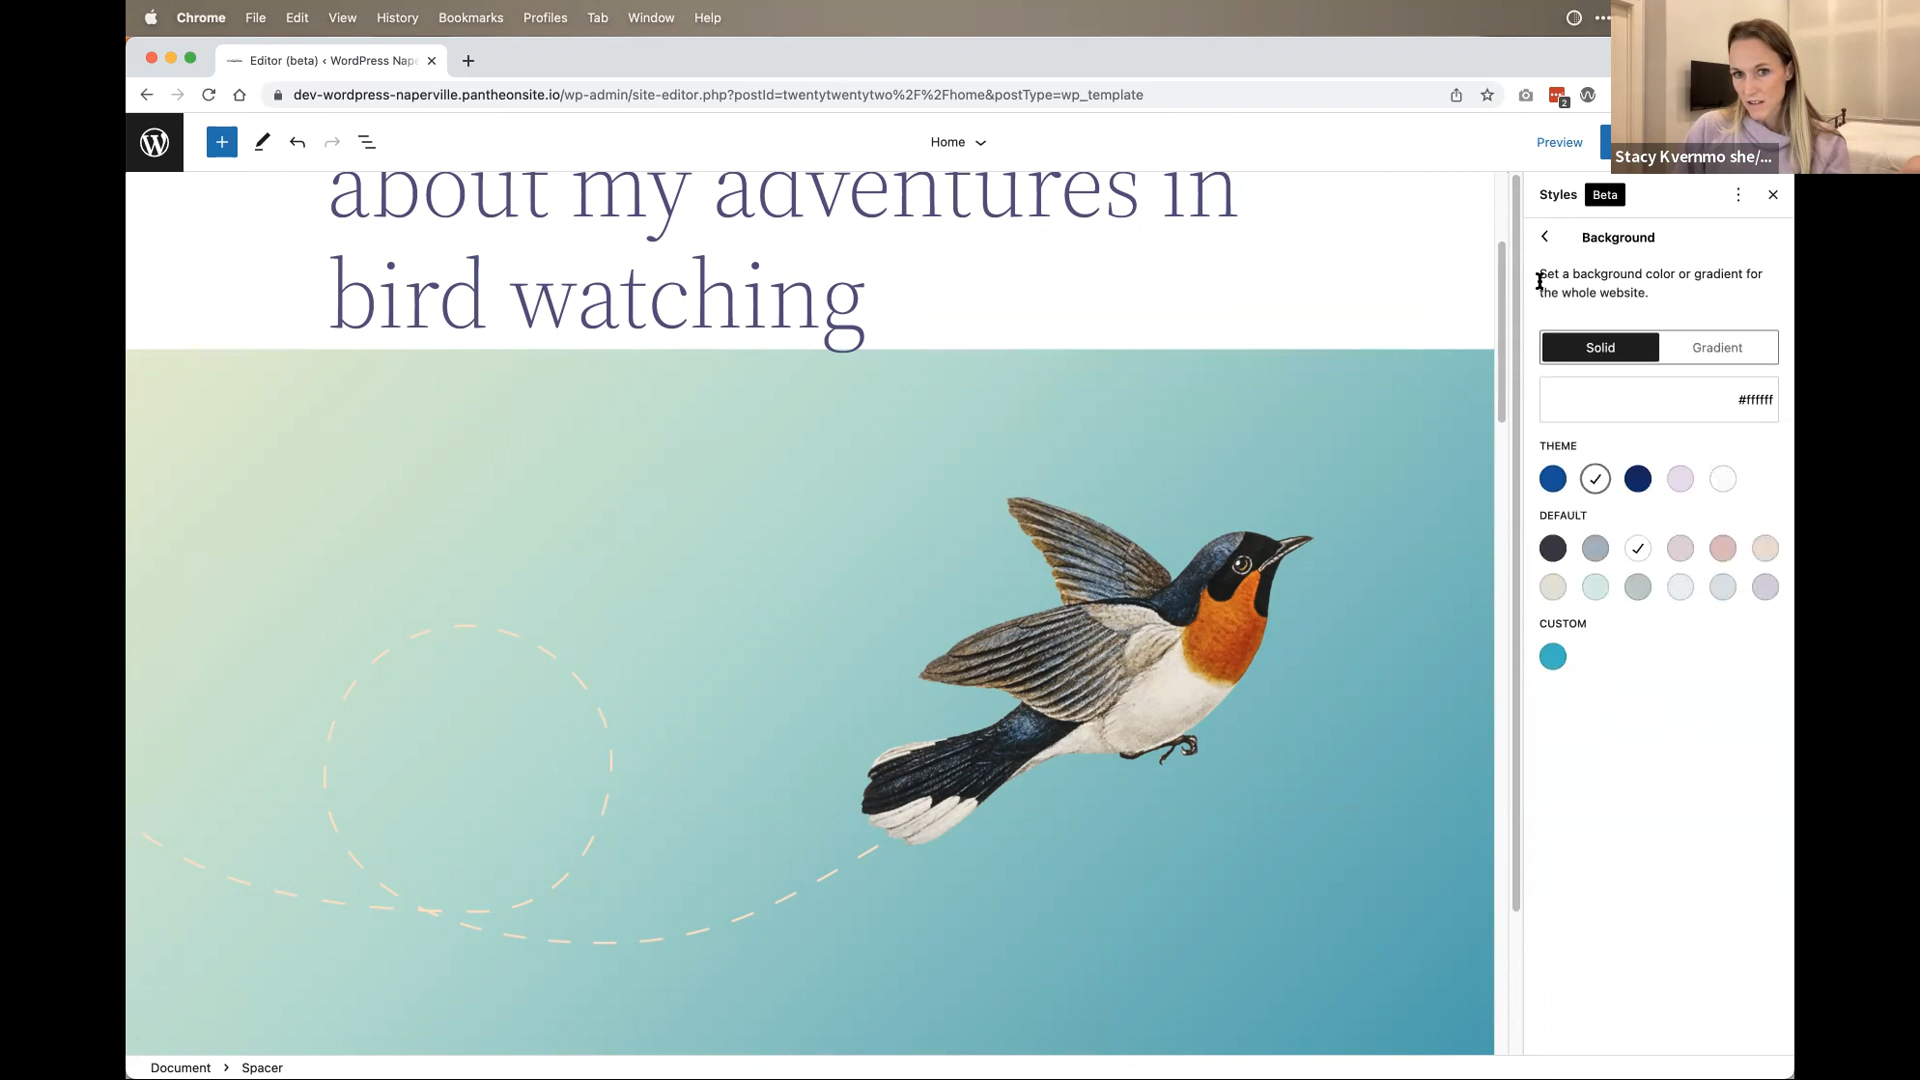 Chrome File Edit View History Bookmarks Profiles Tab Window Help
Editor (beta) ‹ WordPress Nape
dev-wordpress-naperville.pantheonsite.io/wp-admin/site-editor.php?postId=twentytwentytwo%2F%2Fhome&postType=wp_template
2
Home
Preview
Stacy Kvernmo she/...
about my adventures in
bird watching
Styles Beta
Background
Set a background color or gradient for
the whole website.
Solid Gradient
#ffffff
THEME
DEFAULT
CUSTOM
Document › Spacer